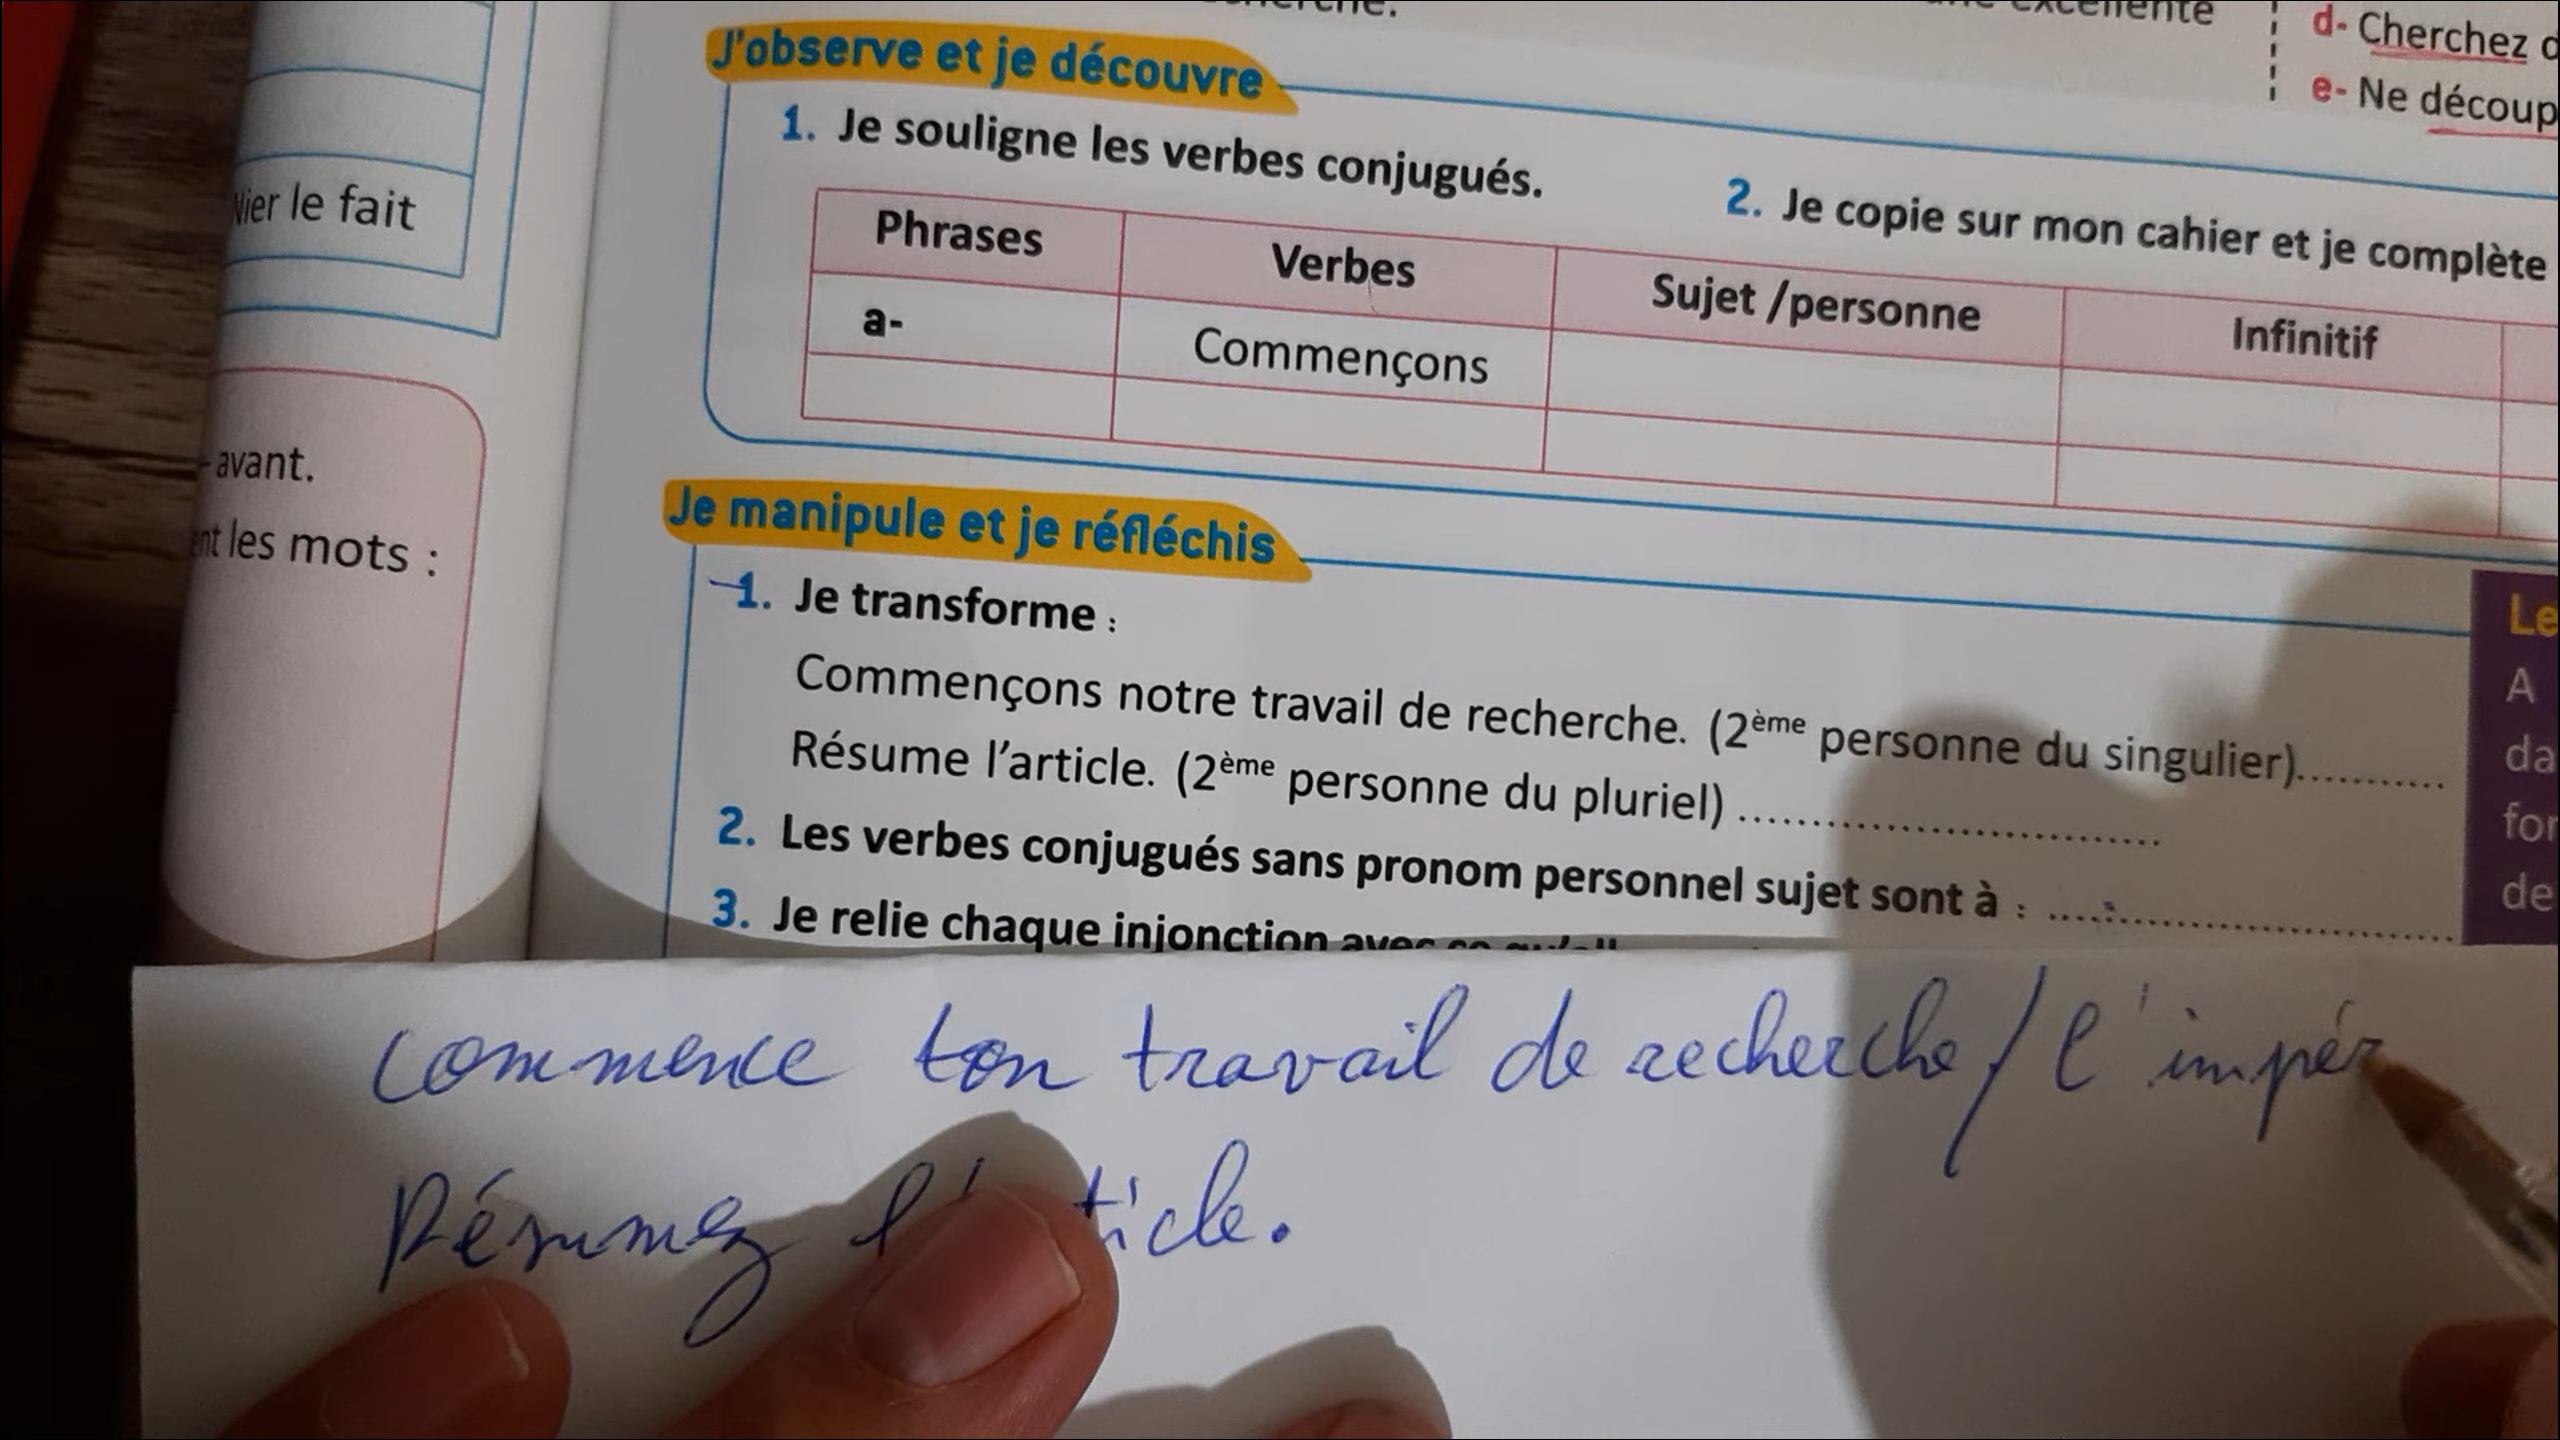 excellente
d- Cherchez
e- Ne découp
Nier le fait
avant.
les mots :
J'observe et je découvre
1. Je souligne les verbes conjugués.
2. Je copie sur mon cahier et je complète
Phrases Verbes Sujet /personne Infinitif
a- Commençons
Je manipule et je réfléchis
1. Je transforme :
Commençons notre travail de recherche. (2ème personne du singulier)...........
Résume l'article. (2ème personne du pluriel) .............................
2. Les verbes conjugués sans pronom personnel sujet sont à : ................................
3. Je relie chaque injonction avec
Le
A
da
for
de
commence ton travail de recherche / l'impér
Résumez l' ticle.